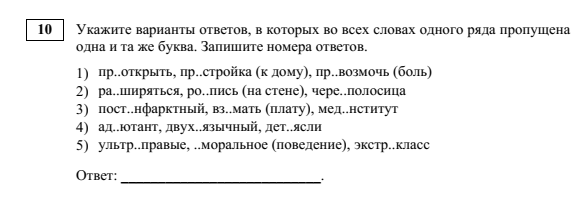 10 Укажите варианты ответов, в которых во всех словах одного ряда пропущена
одна и та же буква. Запишите номера ответов.
1) пр..открыть, пр..стройка (к дому), пр..возмочь (боль)
2) ра..ширяться, ро..пись (на стене), чере..полосица
3) пост..нфарктный, вз..мать (плату), мед..нститут
4) ад..ютант, двух..язычный, дет..ясли
5) ультр..правые, ..моральное (поведение), экстр..класс
Ответ: ___________________________.